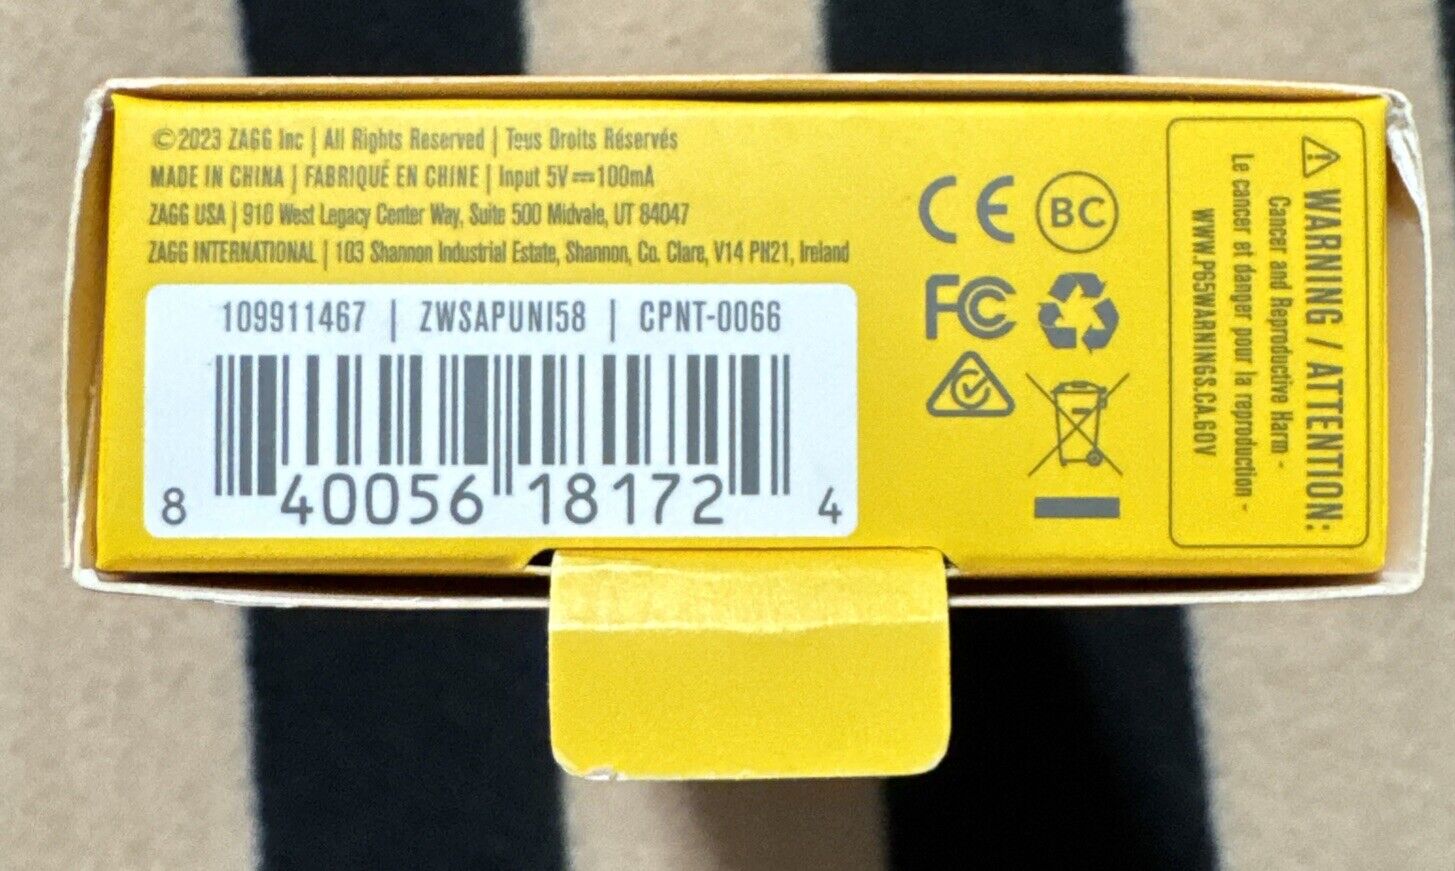 ©2023 ZAGG Inc | All Rights Reserved | Tous Droits Réservés
MADE IN CHINA | FABRIQUÉ EN CHINE | Input 5V⎓100mA
ZAGG USA | 910 West Legacy Center Way, Suite 500 Midvale, UT 84047
ZAGG INTERNATIONAL | 103 Shannon Industrial Estate, Shannon, Co. Clare, V14 PN21, Ireland
109911467 | ZWSAPUNI58 | CPNT-0066
8 40056 18172 4
CE
BC
FC
WARNING / ATTENTION:
Cancer and Reproductive Harm -
Le cancer et danger pour la reproduction -
WWW.P65WARNINGS.CA.GOV